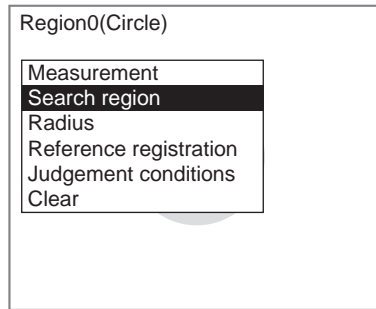 Region0(Circle)
Measurement
Search region
Radius
Reference registration
Judgement conditions
Clear